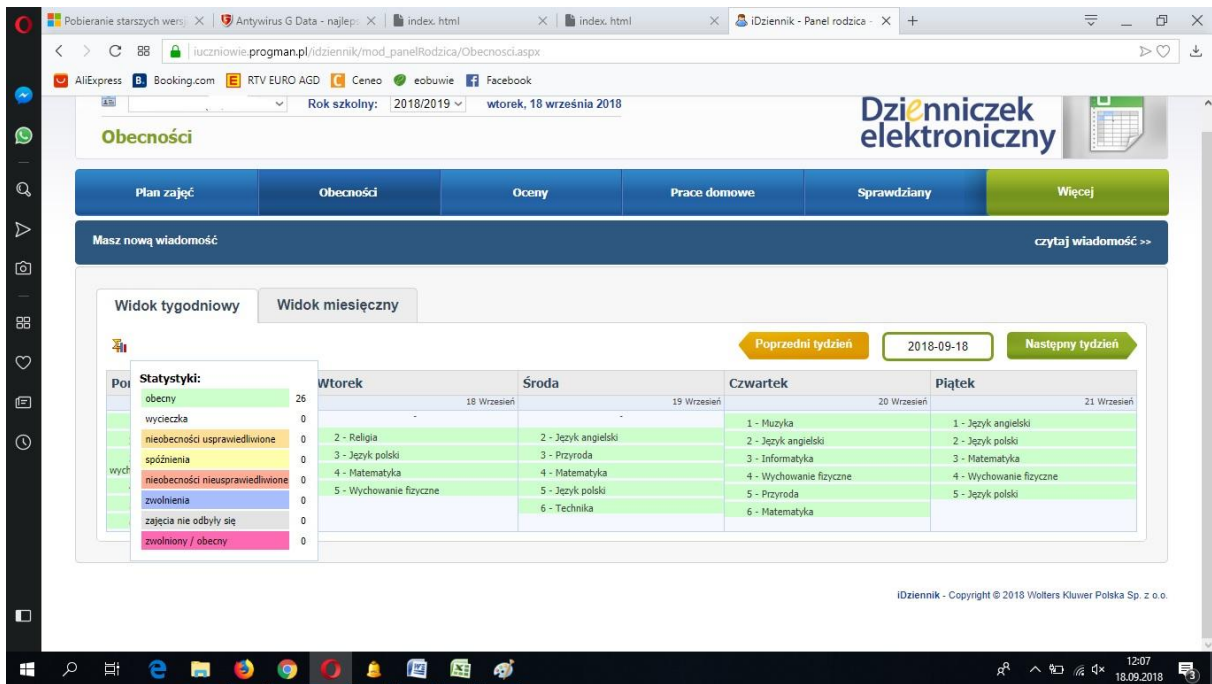 Pobieranie starszych wersj
Antywirus G Data - najleps
index. html
index. html
iDziennik - Panel rodzica -
iuczniowie.progman.pl/idziennik/mod_panelRodzica/Obecnosci.aspx
AliExpress B. Booking.com E RTV EURO AGD Ceneo eobuwie Facebook
Rok szkolny: 2018/2019 wtorek, 18 września 2018
Obecności
Dzienniczek
elektroniczny
Plan zajęć Obecności Oceny Prace domowe Sprawdziany Więcej
Masz nową wiadomość czytaj wiadomość >>
Widok tygodniowy Widok miesięczny
Poprzedni tydzień 2018-09-18 Następny tydzień
Statystyki:
obecny 26
wycieczka 0
nieobecności usprawiedliwione 0
spóźnienia 0
nieobecności nieusprawiedliwione 0
zwolnienia 0
zajęcia nie odbyły się 0
zwolniony / obecny 0
Pon
wych
Wtorek
18 Wrzesień
-
2 - Religia
3 - Język polski
4 - Matematyka
5 - Wychowanie fizyczne
Środa
19 Wrzesień
-
2 - Język angielski
3 - Przyroda
4 - Matematyka
5 - Język polski
6 - Technika
Czwartek
20 Wrzesień
1 - Muzyka
2 - Język angielski
3 - Informatyka
4 - Wychowanie fizyczne
5 - Przyroda
6 - Matematyka
Piątek
21 Wrzesień
1 - Język angielski
2 - Język polski
3 - Matematyka
4 - Wychowanie fizyczne
5 - Język polski
iDziennik - Copyright © 2018 Wolters Kluwer Polska Sp. z o.o.
12:07
18.09.2018
3